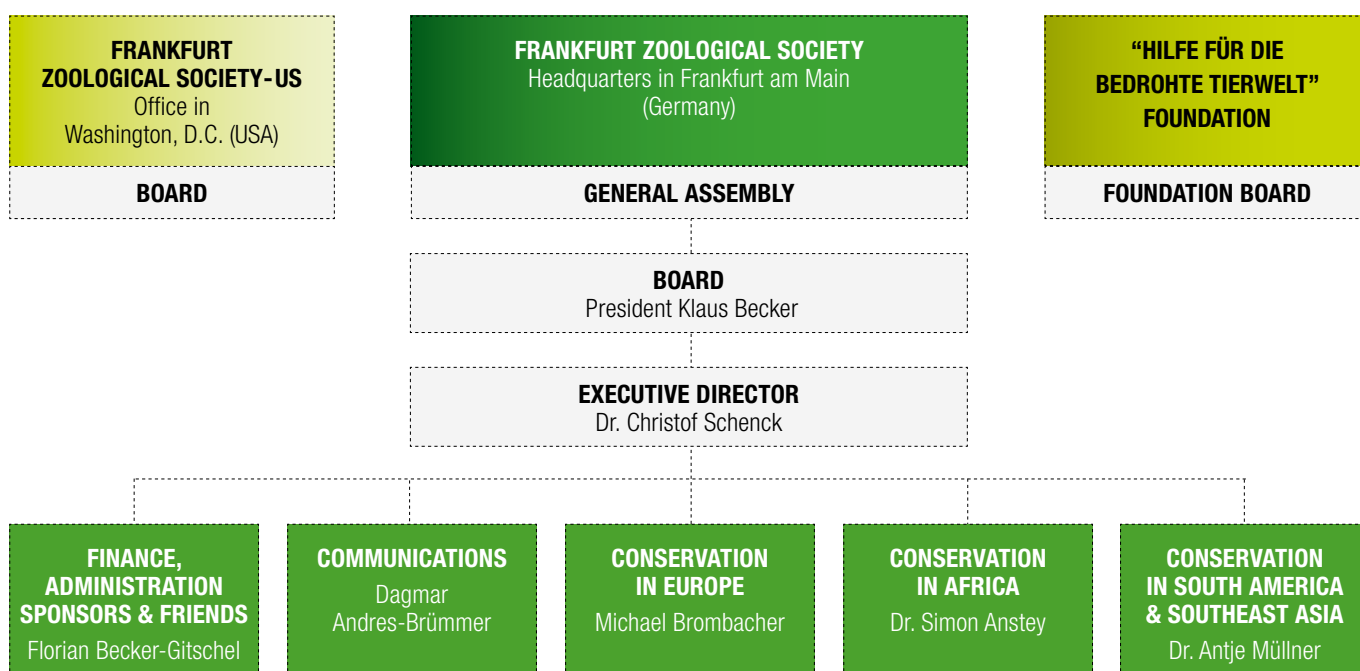 FRANKFURT
ZOOLOGICAL SOCIETY-US
Office in
Washington, D.C. (USA)
BOARD
FRANKFURT ZOOLOGICAL SOCIETY
Headquarters in Frankfurt am Main
(Germany)
GENERAL ASSEMBLY
“HILFE FÜR DIE
BEDROHTE TIERWELT”
FOUNDATION
FOUNDATION BOARD
BOARD
President Klaus Becker
EXECUTIVE DIRECTOR
Dr. Christof Schenck
FINANCE,
ADMINISTRATION
SPONSORS & FRIENDS
Florian Becker-Gitschel
COMMUNICATIONS
Dagmar
Andres-Brümmer
CONSERVATION
IN EUROPE
Michael Brombacher
CONSERVATION
IN AFRICA
Dr. Simon Anstey
CONSERVATION
IN SOUTH AMERICA
& SOUTHEAST ASIA
Dr. Antje Müllner